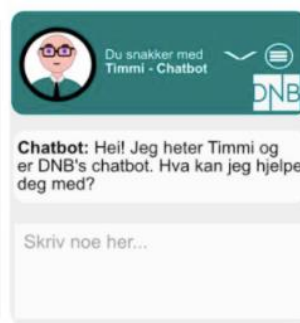 Du snakker med
Timmi - Chatbot
DNB
Chatbot: Hei! Jeg heter Timmi og
er DNB's chatbot. Hva kan jeg hjelpe
deg med?
Skriv noe her...